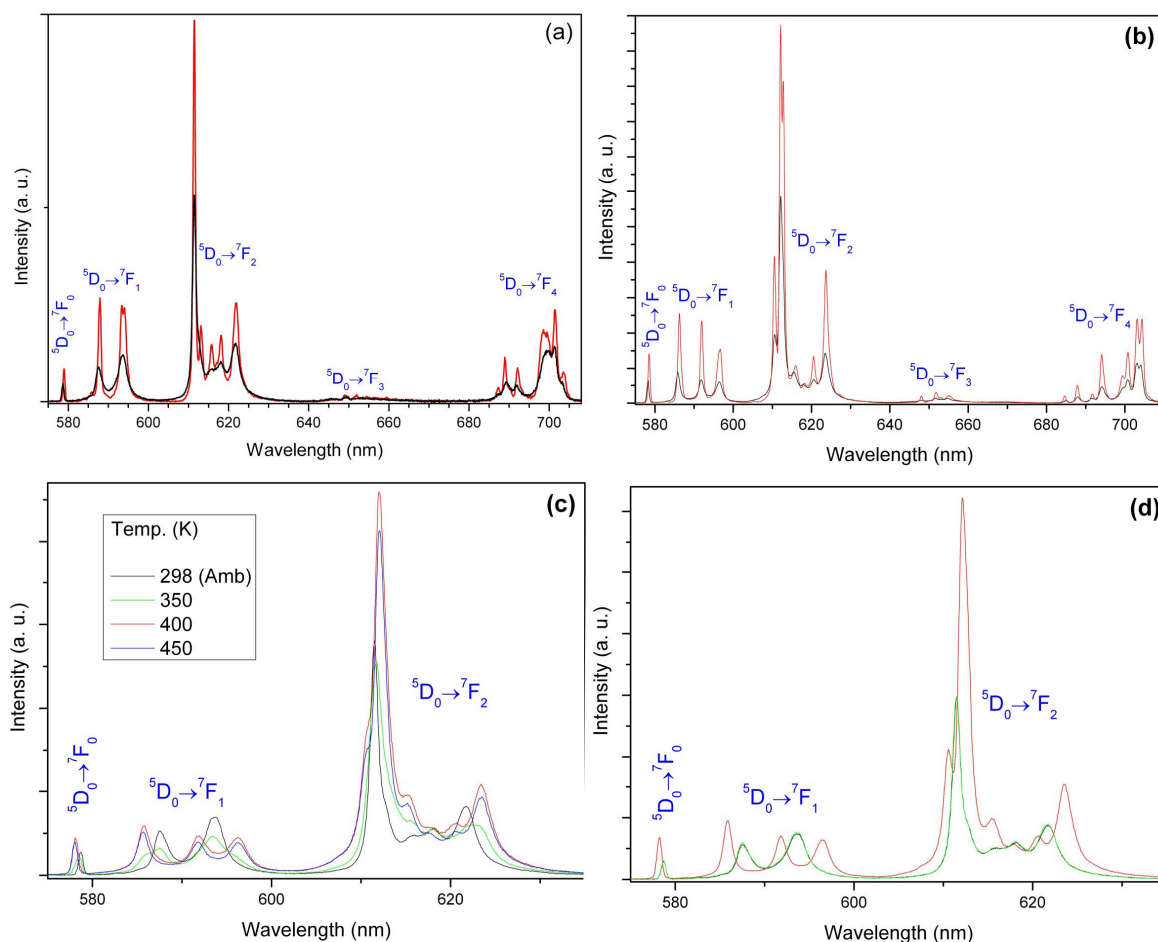 (a)
Intensity (a. u.)
⁵D₀→⁷F₀
⁵D₀→⁷F₁
⁵D₀→⁷F₂
⁵D₀→⁷F₃
⁵D₀→⁷F₄
580 600 620 640 660 680 700
Wavelength (nm)
(b)
Intensity (a. u.)
⁵D₀→⁷F₀
⁵D₀→⁷F₁
⁵D₀→⁷F₂
⁵D₀→⁷F₃
⁵D₀→⁷F₄
580 600 620 640 660 680 700
Wavelength (nm)
(c)
Temp. (K)
298 (Amb)
350
400
450
Intensity (a. u.)
⁵D₀→⁷F₀
⁵D₀→⁷F₁
⁵D₀→⁷F₂
580 600 620
Wavelength (nm)
(d)
Intensity (a. u.)
⁵D₀→⁷F₀
⁵D₀→⁷F₁
⁵D₀→⁷F₂
580 600 620
Wavelength (nm)